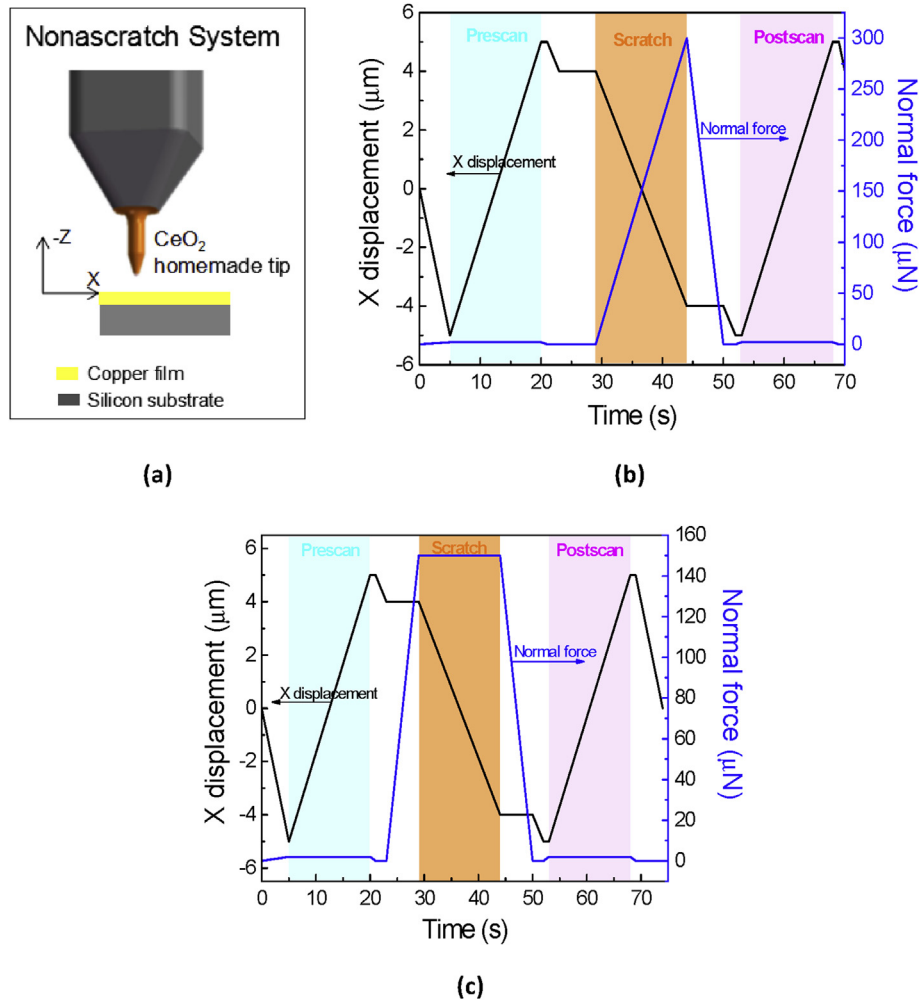 Nonascratch System
-Z
X
CeO₂
homemade tip
Copper film
Silicon substrate
(a)
Prescan
Scratch
Postscan
X displacement
Normal force
X displacement (μm)
6
4
2
0
-2
-4
-6
0 10 20 30 40 50 60 70
Time (s)
300
250
200
150
100
50
0
Normal force (μN)
(b)
Prescan
Scratch
Postscan
X displacement
Normal force
X displacement (μm)
6
4
2
0
-2
-4
-6
0 10 20 30 40 50 60 70
Time (s)
160
140
120
100
80
60
40
20
0
Normal force (μN)
(c)